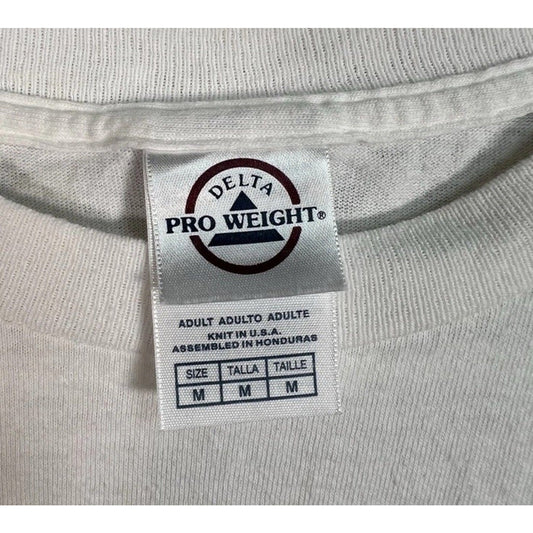 DELTA
PRO WEIGHT®
ADULT ADULTO ADULTE
KNIT IN U.S.A.
ASSEMBLED IN HONDURAS
SIZE TALLA TAILLE
M M M